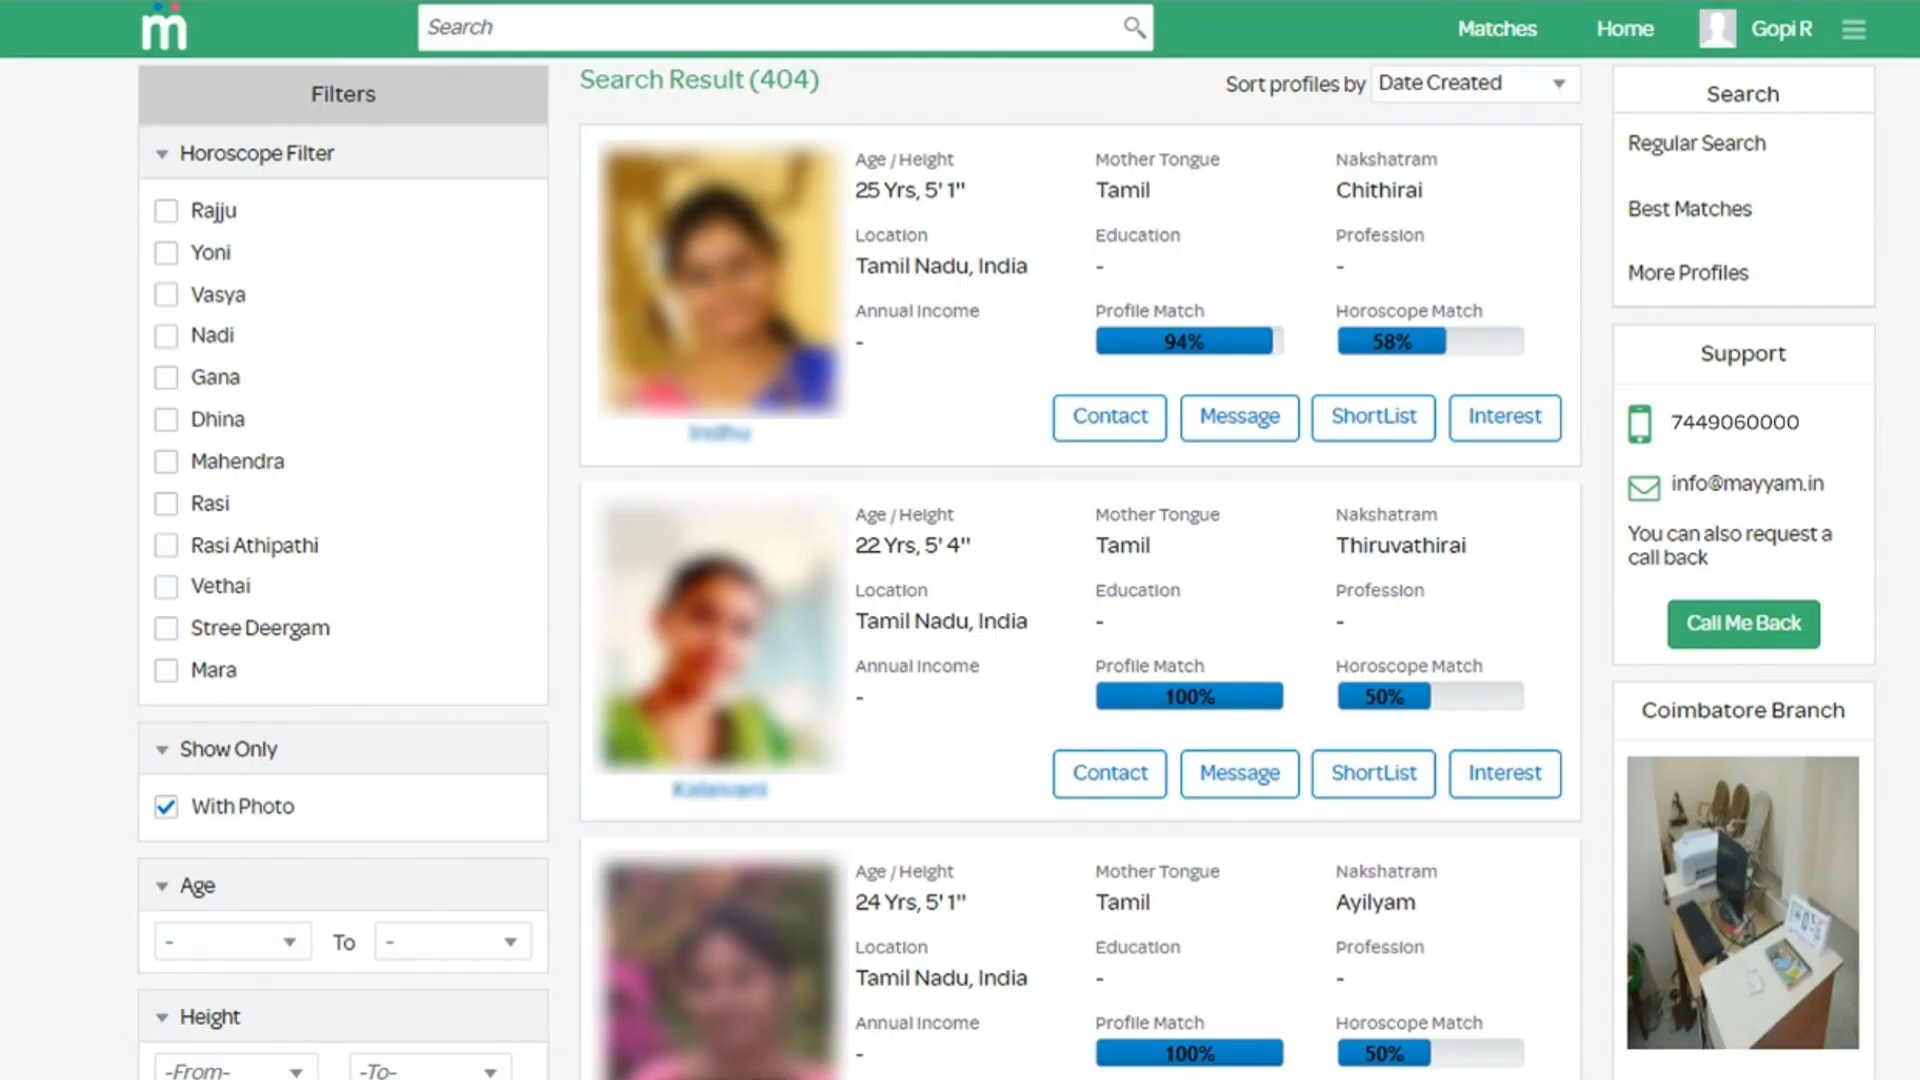 m
Search
Matches
Home
Gopi R
Filters
Horoscope Filter
Rajju
Yoni
Vasya
Nadi
Gana
Dhina
Mahendra
Rasi
Rasi Athipathi
Vethai
Stree Deergam
Mara
Show Only
With Photo
Age
- To -
Height
-From- -To-
Search Result (404)
Sort profiles by Date Created
Age / Height Mother Tongue Nakshatram
25 Yrs, 5' 1" Tamil Chithirai
Location Education Profession
Tamil Nadu, India - -
Annual Income Profile Match Horoscope Match
- 94% 58%
Contact Message ShortList Interest
Age / Height Mother Tongue Nakshatram
22 Yrs, 5' 4" Tamil Thiruvathirai
Location Education Profession
Tamil Nadu, India - -
Annual Income Profile Match Horoscope Match
- 100% 50%
Contact Message ShortList Interest
Age / Height Mother Tongue Nakshatram
24 Yrs, 5' 1" Tamil Ayilyam
Location Education Profession
Tamil Nadu, India - -
Annual Income Profile Match Horoscope Match
- 100% 50%
Search
Regular Search
Best Matches
More Profiles
Support
7449060000
info@mayyam.in
You can also request a
call back
Call Me Back
Coimbatore Branch